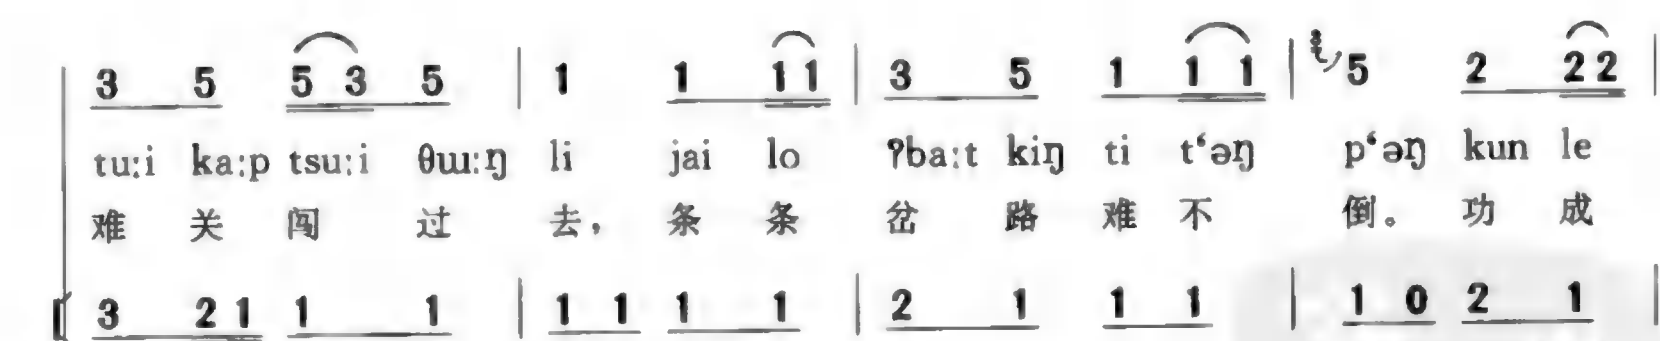 3 5 5 3 5 | 1 1 1 1 | 3 5 1 1 1 | 5 2 2 2 |
tu:i ka:p tsu:i θɯ:ŋ li jai lo ʔba:t kiŋ ti t‘əŋ p‘əŋ kun le
难 关 闯 过 去, 条 条 岔 路 难 不 倒。 功 成
3 2 1 1 1 | 1 1 1 1 | 2 1 1 1 | 1 0 2 1 |